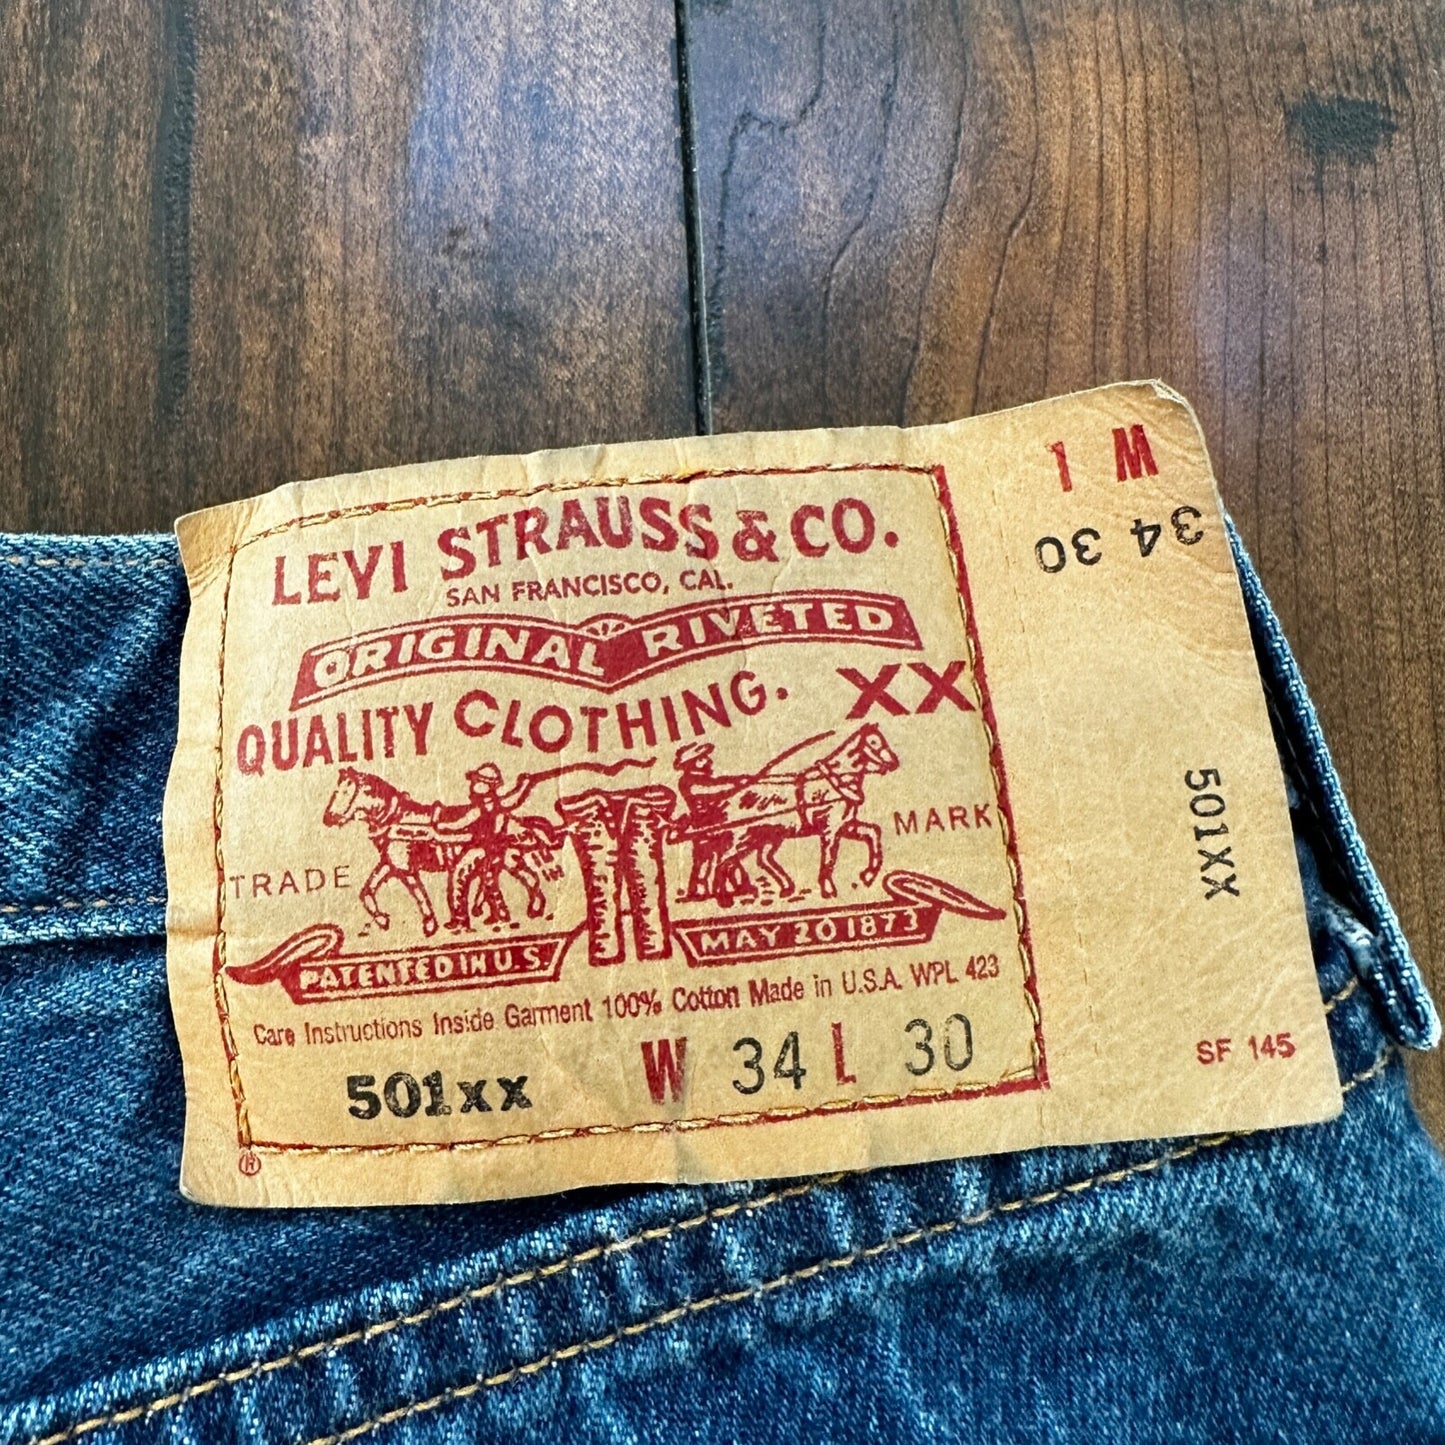 LEVI STRAUSS & CO.
SAN FRANCISCO, CAL.
ORIGINAL RIVETED
QUALITY CLOTHING. XX
TRADE MARK
PATENTED IN U.S. MAY 20 1873
Care Instructions Inside Garment 100% Cotton Made in U.S.A. WPL 423
501xx W 34 L 30
®
1 M
34 30
501XX
SF 145